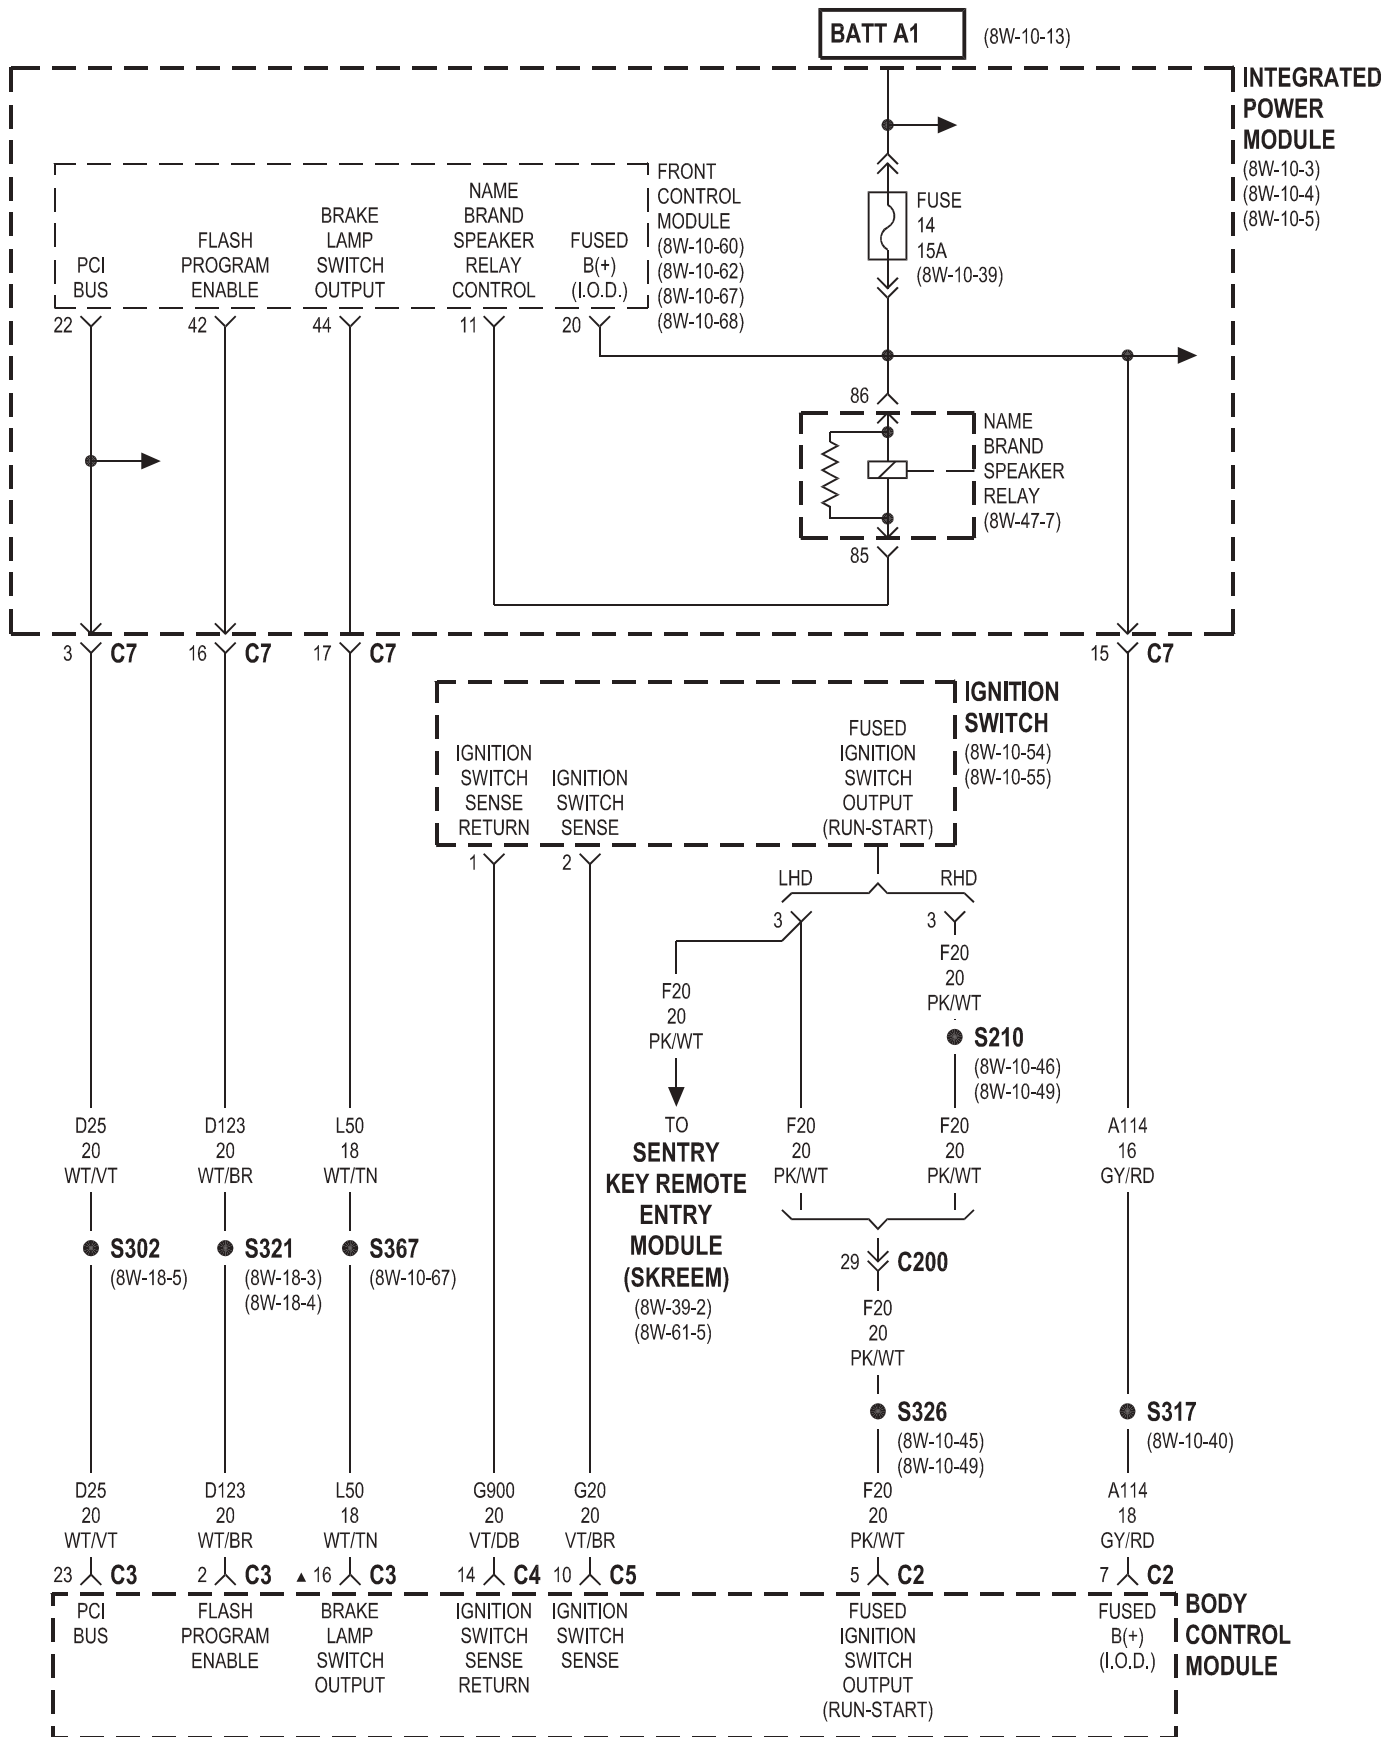 BATT A1
(8W-10-13)
INTEGRATED
POWER
MODULE
(8W-10-3)
(8W-10-4)
(8W-10-5)
FRONT
CONTROL
MODULE
(8W-10-60)
(8W-10-62)
(8W-10-67)
(8W-10-68)
PCI
BUS
FLASH
PROGRAM
ENABLE
BRAKE
LAMP
SWITCH
OUTPUT
NAME
BRAND
SPEAKER
RELAY
CONTROL
FUSED
B(+)
(I.O.D.)
FUSE
14
15A
(8W-10-39)
22
42
44
11
20
86
NAME
BRAND
SPEAKER
RELAY
(8W-47-7)
85
3 C7
16 C7
17 C7
15 C7
IGNITION
SWITCH
(8W-10-54)
(8W-10-55)
IGNITION
SWITCH
SENSE
RETURN
IGNITION
SWITCH
SENSE
FUSED
IGNITION
SWITCH
OUTPUT
(RUN-START)
1
2
LHD
RHD
3
3
F20
20
PK/WT
F20
20
PK/WT
S210
(8W-10-46)
(8W-10-49)
TO
SENTRY
KEY REMOTE
ENTRY
MODULE
(SKREEM)
(8W-39-2)
(8W-61-5)
D25
20
WT/VT
D123
20
WT/BR
L50
18
WT/TN
F20
20
PK/WT
F20
20
PK/WT
A114
16
GY/RD
S302
(8W-18-5)
S321
(8W-18-3)
(8W-18-4)
S367
(8W-10-67)
29 C200
F20
20
PK/WT
S326
(8W-10-45)
(8W-10-49)
S317
(8W-10-40)
D25
20
WT/VT
D123
20
WT/BR
L50
18
WT/TN
G900
20
VT/DB
G20
20
VT/BR
F20
20
PK/WT
A114
18
GY/RD
23 C3
2 C3
▲ 16 C3
14 C4
10 C5
5 C2
7 C2
PCI
BUS
FLASH
PROGRAM
ENABLE
BRAKE
LAMP
SWITCH
OUTPUT
IGNITION
SWITCH
SENSE
RETURN
IGNITION
SWITCH
SENSE
FUSED
IGNITION
SWITCH
OUTPUT
(RUN-START)
FUSED
B(+)
(I.O.D.)
BODY
CONTROL
MODULE